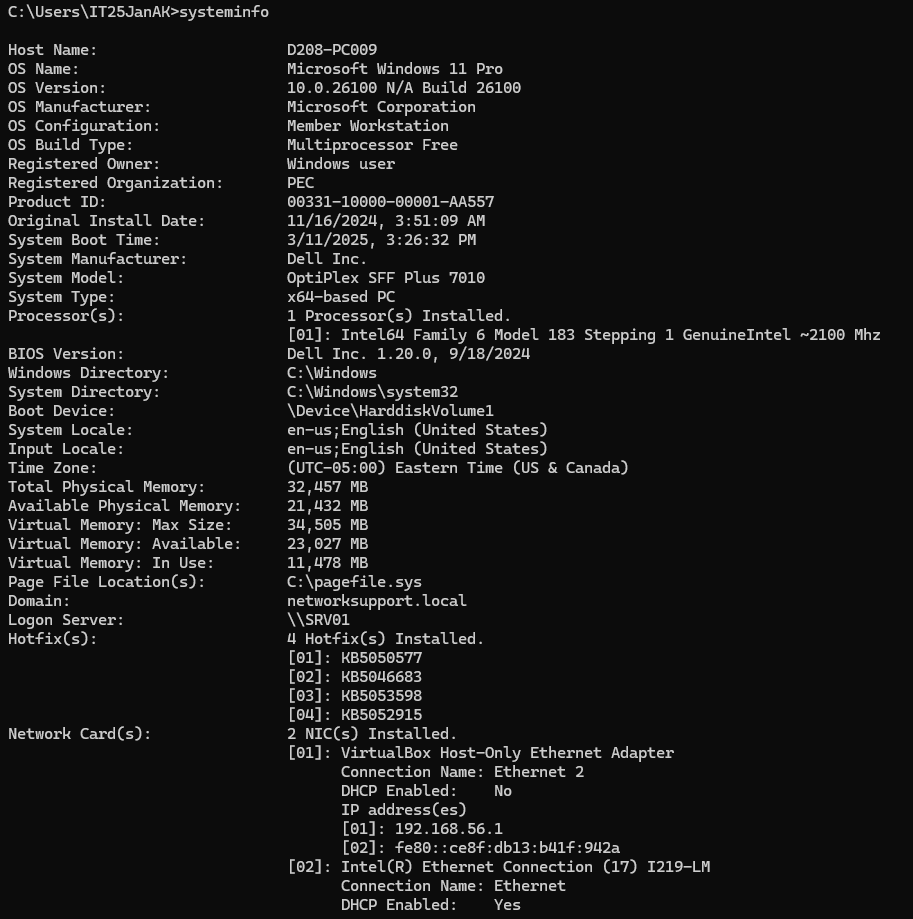 C:\Users\IT25JanAK>systeminfo
Host Name: D208-PC009
OS Name: Microsoft Windows 11 Pro
OS Version: 10.0.26100 N/A Build 26100
OS Manufacturer: Microsoft Corporation
OS Configuration: Member Workstation
OS Build Type: Multiprocessor Free
Registered Owner: Windows user
Registered Organization: PEC
Product ID: 00331-10000-00001-AA557
Original Install Date: 11/16/2024, 3:51:09 AM
System Boot Time: 3/11/2025, 3:26:32 PM
System Manufacturer: Dell Inc.
System Model: OptiPlex SFF Plus 7010
System Type: x64-based PC
Processor(s): 1 Processor(s) Installed.
[01]: Intel64 Family 6 Model 183 Stepping 1 GenuineIntel ~2100 Mhz
BIOS Version: Dell Inc. 1.20.0, 9/18/2024
Windows Directory: C:\Windows
System Directory: C:\Windows\system32
Boot Device: \Device\HarddiskVolume1
System Locale: en-us;English (United States)
Input Locale: en-us;English (United States)
Time Zone: (UTC-05:00) Eastern Time (US & Canada)
Total Physical Memory: 32,457 MB
Available Physical Memory: 21,432 MB
Virtual Memory: Max Size: 34,505 MB
Virtual Memory: Available: 23,027 MB
Virtual Memory: In Use: 11,478 MB
Page File Location(s): C:\pagefile.sys
Domain: networksupport.local
Logon Server: \\SRV01
Hotfix(s): 4 Hotfix(s) Installed.
[01]: KB5050577
[02]: KB5046683
[03]: KB5053598
[04]: KB5052915
Network Card(s): 2 NIC(s) Installed.
[01]: VirtualBox Host-Only Ethernet Adapter
Connection Name: Ethernet 2
DHCP Enabled: No
IP address(es)
[01]: 192.168.56.1
[02]: fe80::ce8f:db13:b41f:942a
[02]: Intel(R) Ethernet Connection (17) I219-LM
Connection Name: Ethernet
DHCP Enabled: Yes